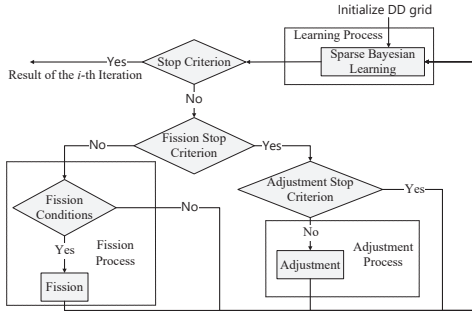 Initialize DD grid
Learning Process
Sparse Bayesian
Learning
Stop Criterion
Yes
Result of the i-th Iteration
No
Fission Stop
Criterion
No
Yes
Fission
Conditions
No
Adjustment Stop
Criterion
Yes
Yes
Fission
Process
No
Adjustment
Process
Fission
Adjustment